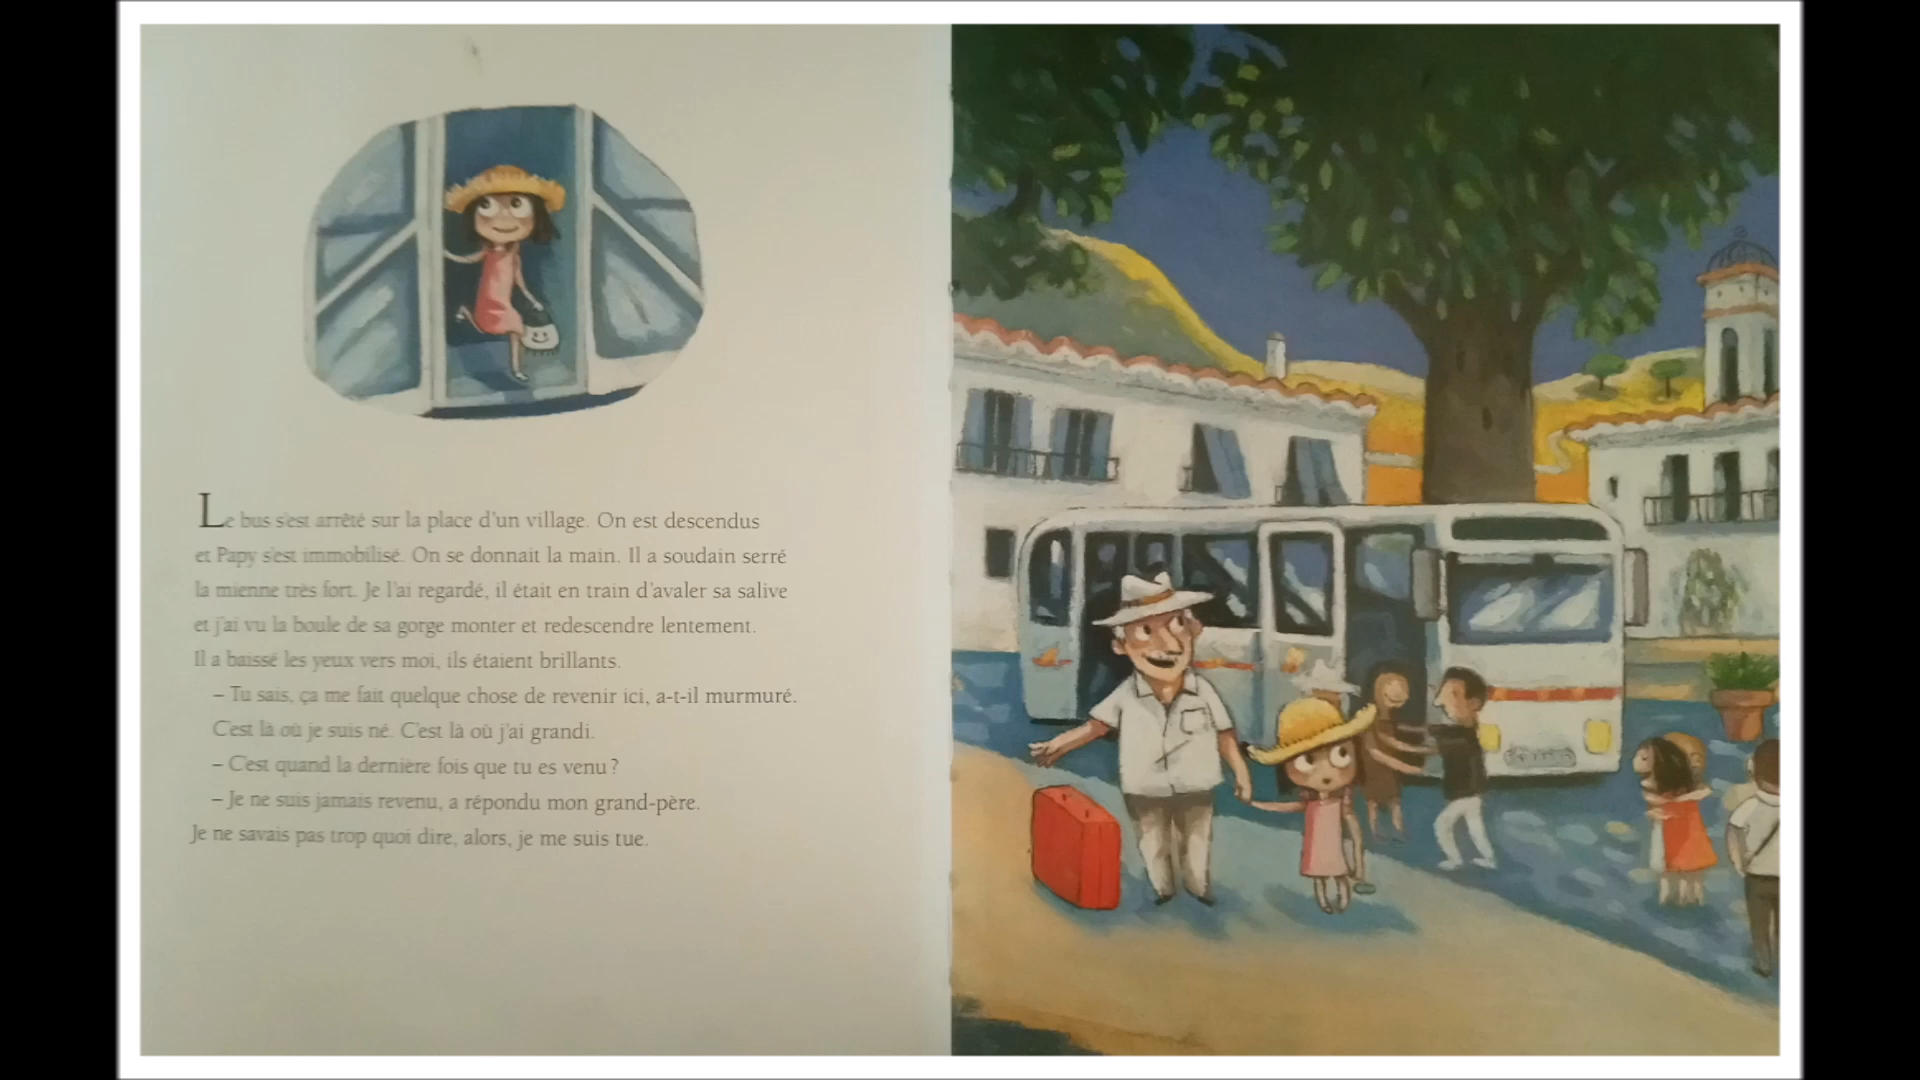 Le bus s'est arrêté sur la place d'un village. On est descendus
et Papy s'est immobilisé. On se donnait la main. Il a soudain serré
la mienne très fort. Je l'ai regardé, il était en train d'avaler sa salive
et j'ai vu la boule de sa gorge monter et redescendre lentement.
Il a baissé les yeux vers moi, ils étaient brillants.
– Tu sais, ça me fait quelque chose de revenir ici, a-t-il murmuré.
C'est là où je suis né. C'est là où j'ai grandi.
– C'est quand la dernière fois que tu es venu ?
– Je ne suis jamais revenu, a répondu mon grand-père.
Je ne savais pas trop quoi dire, alors, je me suis tue.